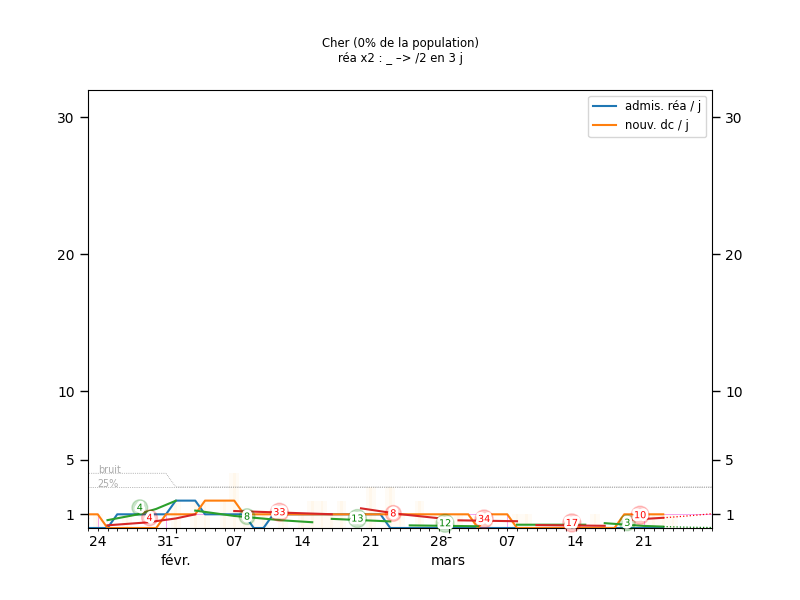 Cher (0% de la population)
réa x2 : _ –> /2 en 3 j
admis. réa / j
nouv. dc / j
30 30
20 20
10 10
5 5
bruit
25%
4 4 8 33 13 8 12 34 17 3 10
1 1
24 31 07 14 21 28 07 14 21
févr. mars